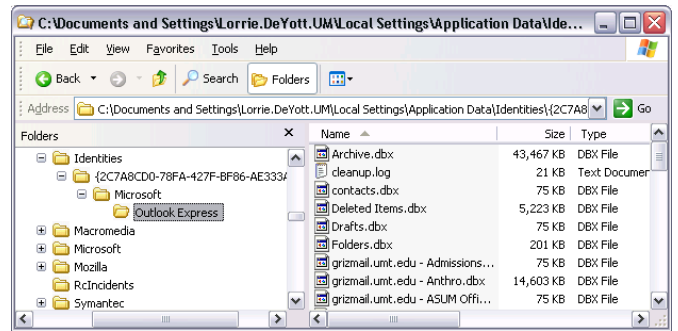 C:\Documents and Settings\Lorrie.DeYott.UM\Local Settings\Application Data\Ide...
File Edit View Favorites Tools Help
Back Search Folders
Address C:\Documents and Settings\Lorrie.DeYott.UM\Local Settings\Application Data\Identities\{2C7A8 Go
Folders x Name Size Type
Identities
{2C7A8CD0-78FA-427F-BF86-AE333A
Microsoft
Outlook Express
Macromedia
Microsoft
Mozilla
RcIncidents
Symantec
Archive.dbx 43,467 KB DBX File
cleanup.log 21 KB Text Documen
contacts.dbx 75 KB DBX File
Deleted Items.dbx 5,223 KB DBX File
Drafts.dbx 75 KB DBX File
Folders.dbx 201 KB DBX File
grizmail.umt.edu - Admissions... 75 KB DBX File
grizmail.umt.edu - Anthro.dbx 14,603 KB DBX File
grizmail.umt.edu - ASUM Offi... 75 KB DBX File